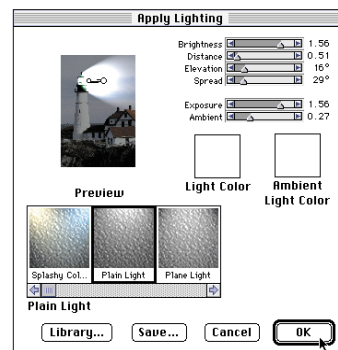 Apply Lighting
Brightness 1.56
Distance 0.51
Elevation 16°
Spread 29°
Exposure 1.56
Ambient 0.27
Preview
Light Color
Ambient
Light Color
Splashy Col... Plain Light Plane Light
Plain Light
Library... Save... Cancel OK